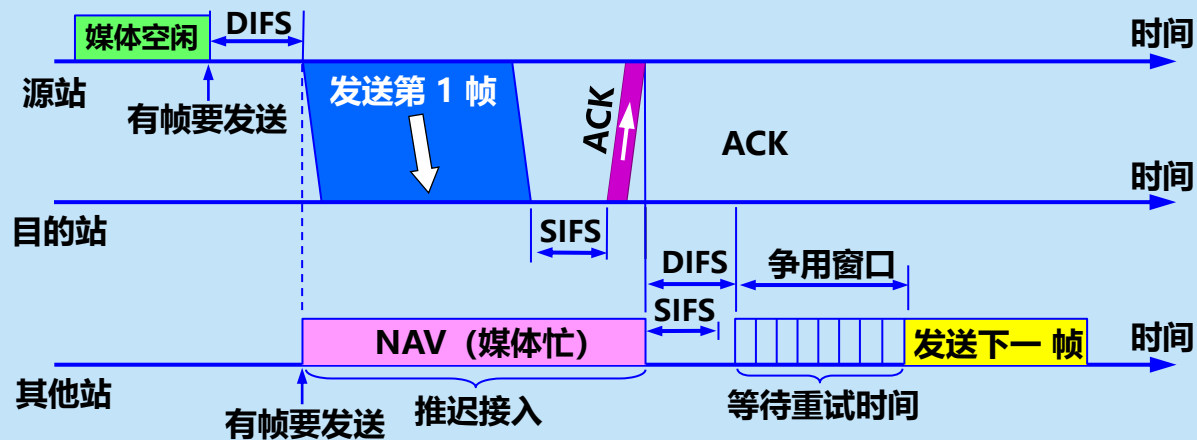 媒体空闲
DIFS
时间
源站
有帧要发送
发送第 1 帧
ACK
ACK
时间
目的站
SIFS
DIFS
争用窗口
SIFS
NAV（媒体忙）
发送下一 帧
时间
其他站
有帧要发送
推迟接入
等待重试时间